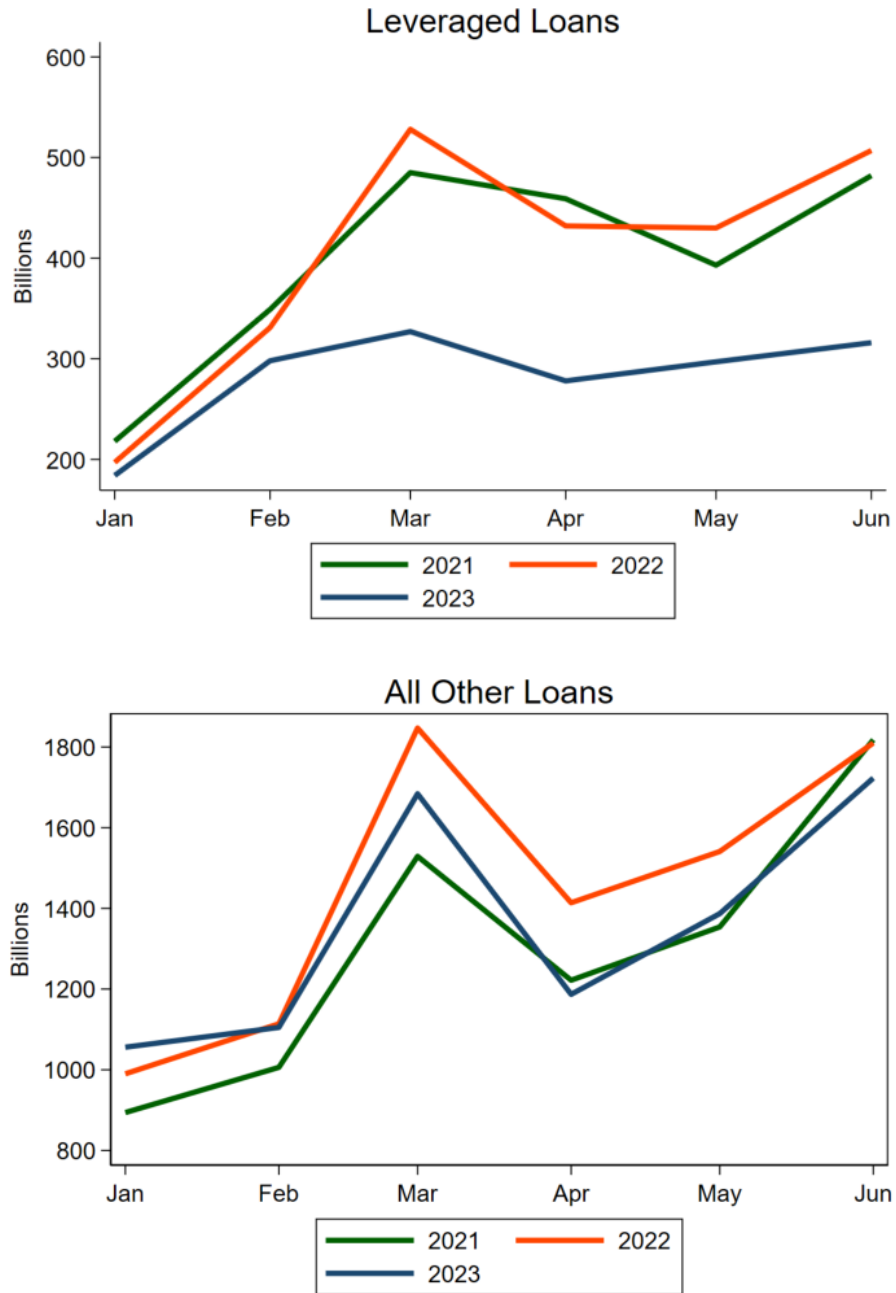 Leveraged Loans
600
500
400
300
200
Billions
Jan Feb Mar Apr May Jun
2021 2022
2023
All Other Loans
1800
1600
1400
1200
1000
800
Billions
Jan Feb Mar Apr May Jun
2021 2022
2023